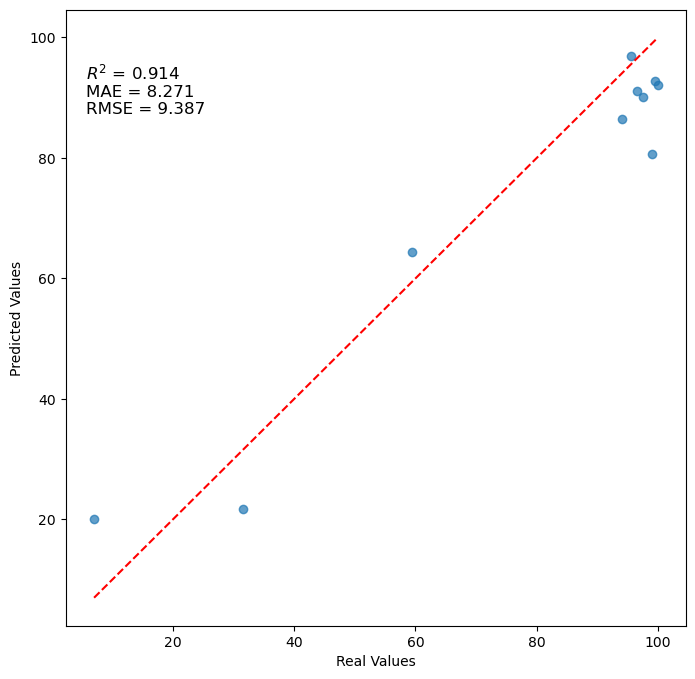 100
80
60
40
20
Predicted Values
R² = 0.914
MAE = 8.271
RMSE = 9.387
20 40 60 80 100
Real Values